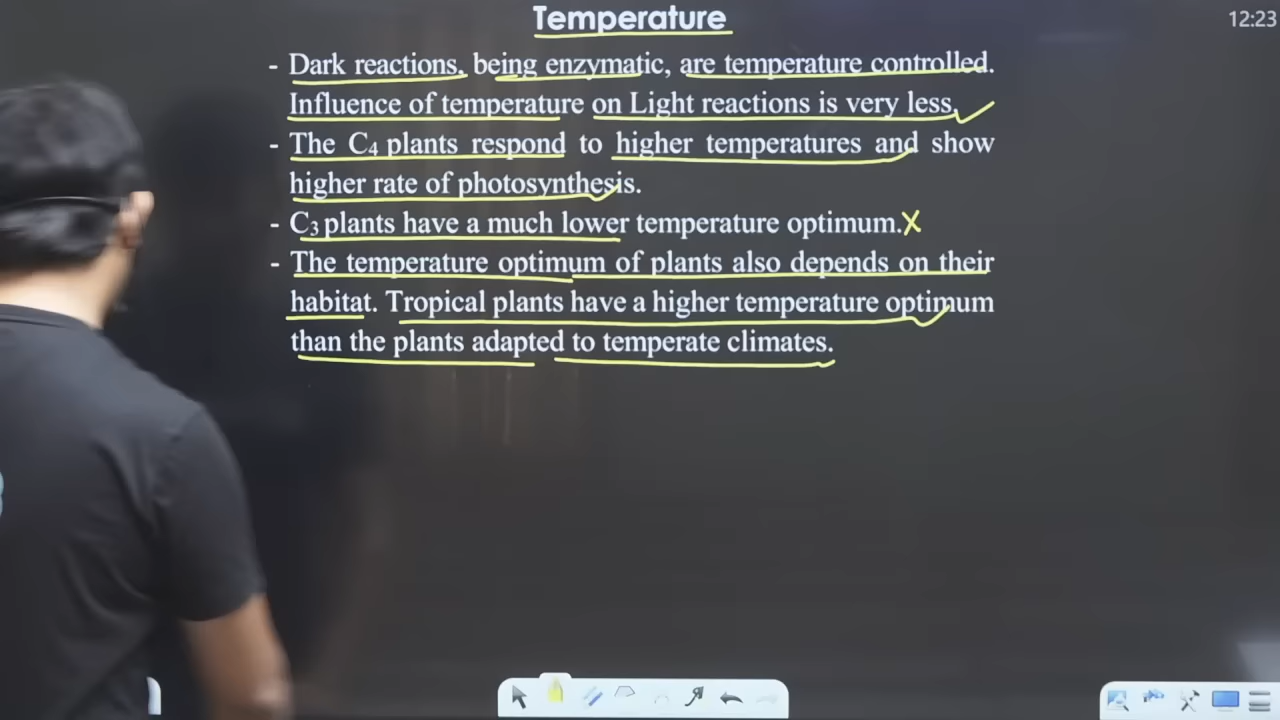 Temperature
12:23
- Dark reactions, being enzymatic, are temperature controlled.
Influence of temperature on Light reactions is very less.
- The C₄ plants respond to higher temperatures and show
higher rate of photosynthesis.
- C₃ plants have a much lower temperature optimum.X
- The temperature optimum of plants also depends on their
habitat. Tropical plants have a higher temperature optimum
than the plants adapted to temperate climates.